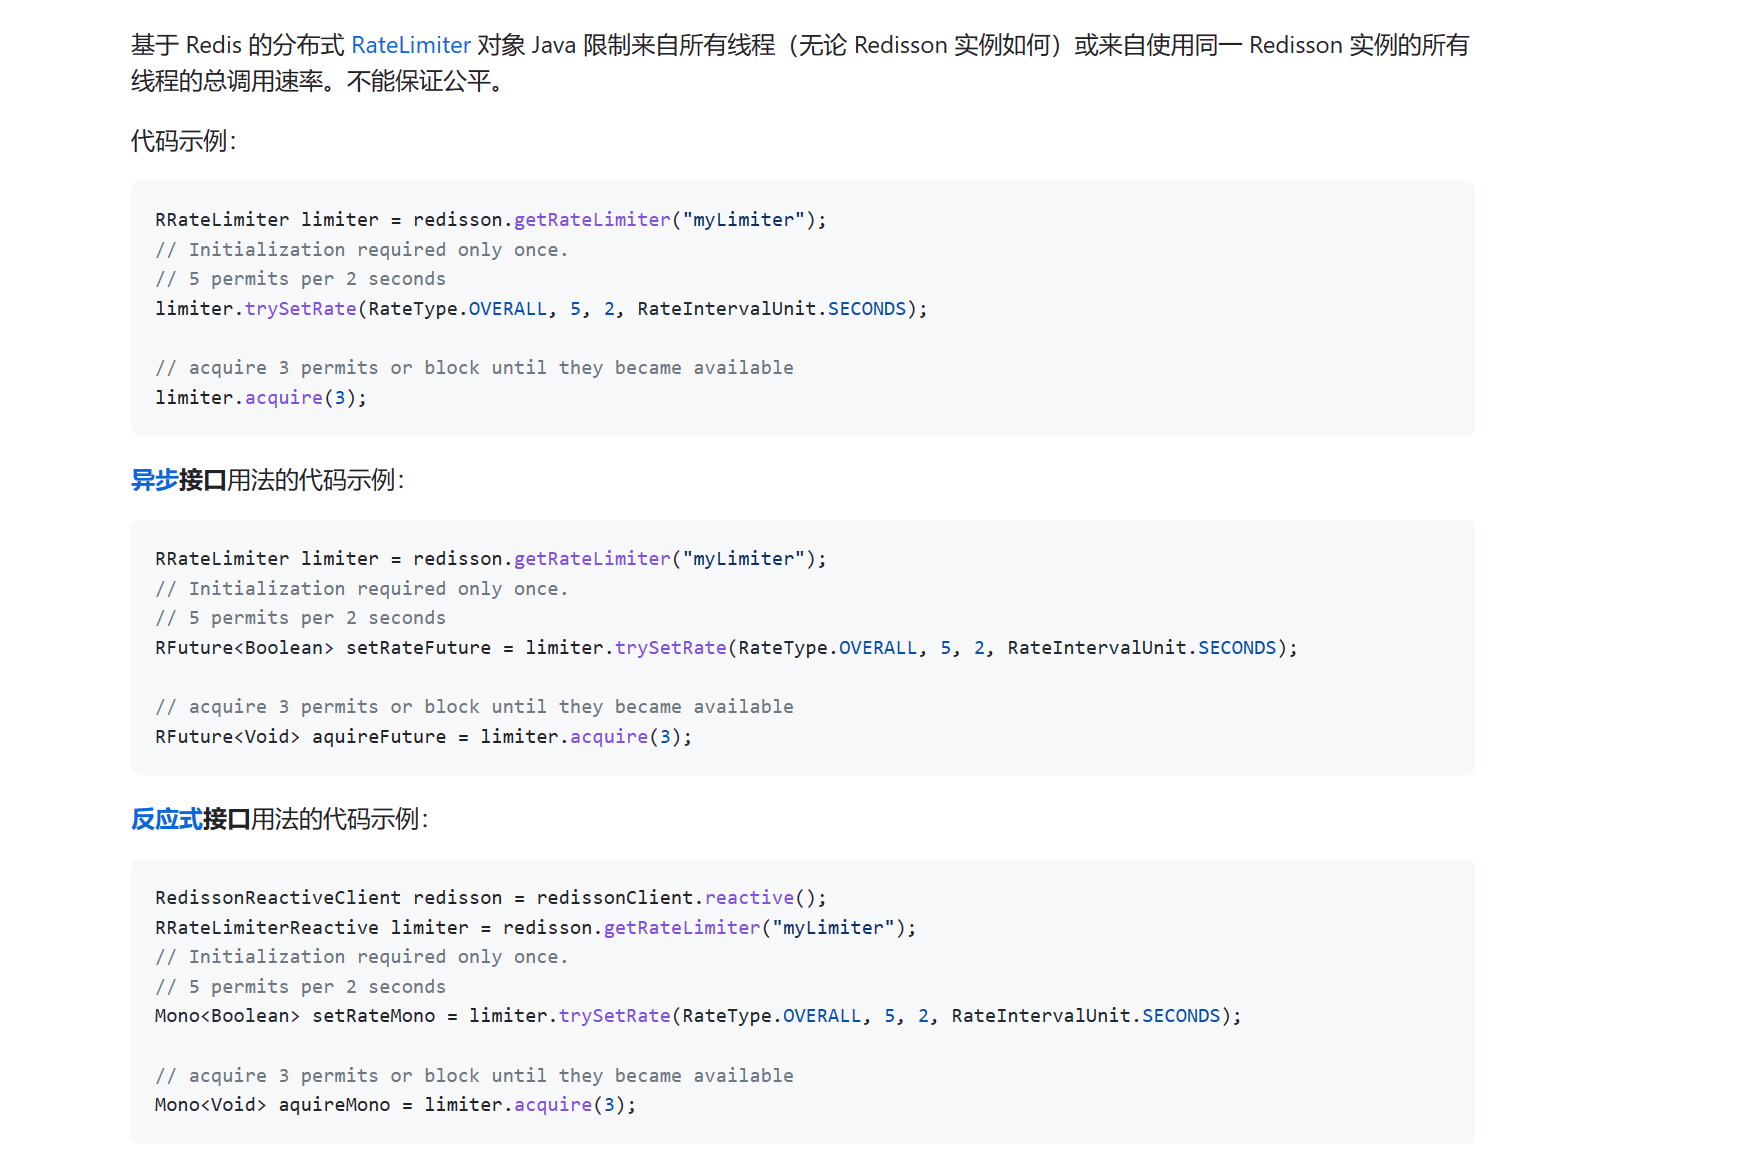 基于 Redis 的分布式 RateLimiter 对象 Java 限制来自所有线程（无论 Redisson 实例如何）或来自使用同一 Redisson 实例的所有
线程的总调用速率。不能保证公平。
代码示例：
RRateLimiter limiter = redisson.getRateLimiter("myLimiter");
// Initialization required only once.
// 5 permits per 2 seconds
limiter.trySetRate(RateType.OVERALL, 5, 2, RateIntervalUnit.SECONDS);
// acquire 3 permits or block until they became available
limiter.acquire(3);
异步接口用法的代码示例：
RRateLimiter limiter = redisson.getRateLimiter("myLimiter");
// Initialization required only once.
// 5 permits per 2 seconds
RFuture<Boolean> setRateFuture = limiter.trySetRate(RateType.OVERALL, 5, 2, RateIntervalUnit.SECONDS);
// acquire 3 permits or block until they became available
RFuture<Void> aquireFuture = limiter.acquire(3);
反应式接口用法的代码示例：
RedissonReactiveClient redisson = redissonClient.reactive();
RRateLimiterReactive limiter = redisson.getRateLimiter("myLimiter");
// Initialization required only once.
// 5 permits per 2 seconds
Mono<Boolean> setRateMono = limiter.trySetRate(RateType.OVERALL, 5, 2, RateIntervalUnit.SECONDS);
// acquire 3 permits or block until they became available
Mono<Void> aquireMono = limiter.acquire(3);